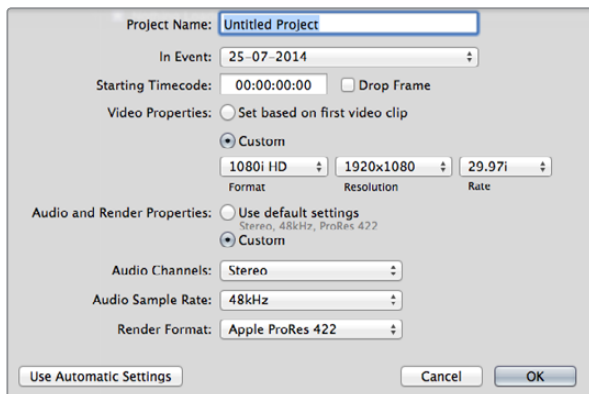 Project Name: Untitled Project
In Event: 25-07-2014
Starting Timecode: 00:00:00:00 Drop Frame
Video Properties: Set based on first video clip
Custom
1080i HD 1920x1080 29.97i
Format Resolution Rate
Audio and Render Properties: Use default settings
Stereo, 48kHz, ProRes 422
Custom
Audio Channels: Stereo
Audio Sample Rate: 48kHz
Render Format: Apple ProRes 422
Use Automatic Settings Cancel OK